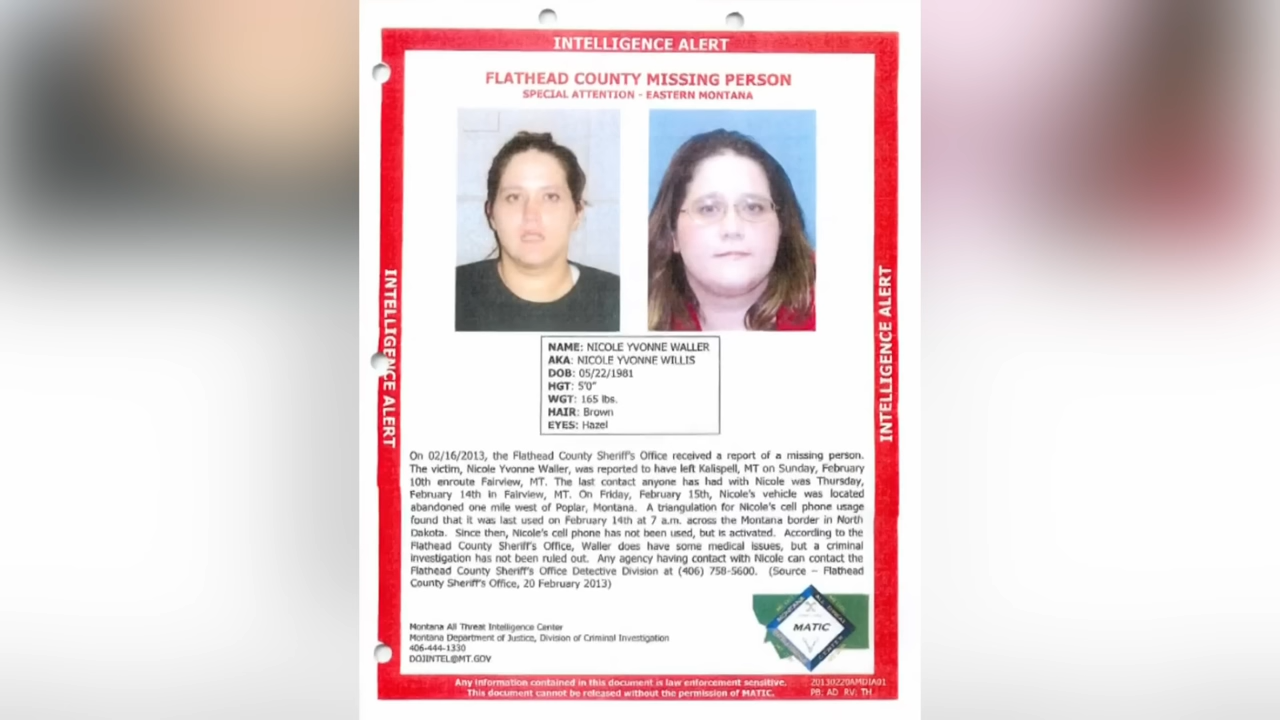 INTELLIGENCE ALERT
FLATHEAD COUNTY MISSING PERSON
SPECIAL ATTENTION - EASTERN MONTANA
INTELLIGENCE ALERT
INTELLIGENCE ALERT
NAME: NICOLE YVONNE WALLER
AKA: NICOLE YVONNE WILLIS
DOB: 05/22/1981
HGT: 5'0"
WGT: 165 lbs.
HAIR: Brown
EYES: Hazel
On 02/16/2013, the Flathead County Sheriff's Office received a report of a missing person.
The victim, Nicole Yvonne Waller, was reported to have left Kalispell, MT on Sunday, February
10th enroute Fairview, MT. The last contact anyone has had with Nicole was Thursday,
February 14th in Fairview, MT. On Friday, February 15th, Nicole's vehicle was located
abandoned one mile west of Poplar, Montana. A triangulation for Nicole's cell phone usage
found that it was last used on February 14th at 7 a.m. across the Montana border in North
Dakota. Since then, Nicole's cell phone has not been used, but is activated. According to the
Flathead County Sheriff's Office, Waller does have some medical issues, but a criminal
investigation has not been ruled out. Any agency having contact with Nicole can contact the
Flathead County Sheriff's Office Detective Division at (406) 758-5600. (Source – Flathead
County Sheriff's Office, 20 February 2013)
Montana All Threat Intelligence Center
Montana Department of Justice, Division of Criminal Investigation
406-444-1330
DOJINTEL@MT.GOV
MONTANA
MATIC
CENTER
Any information contained in this document is law enforcement sensitive.
This document cannot be released without the permission of MATIC.
20130220AMDIA01
PB: AD RV: TH